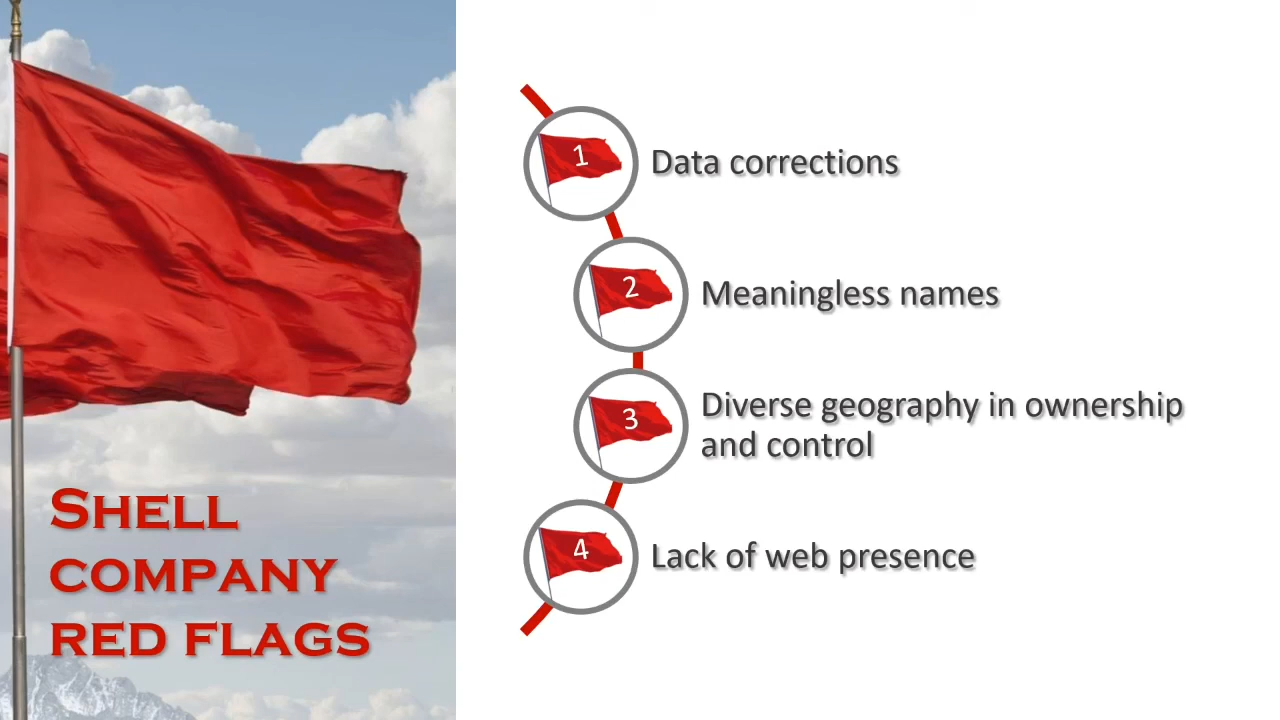 Shell
company
red flags
1
Data corrections
2
Meaningless names
3
Diverse geography in ownership
and control
4
Lack of web presence